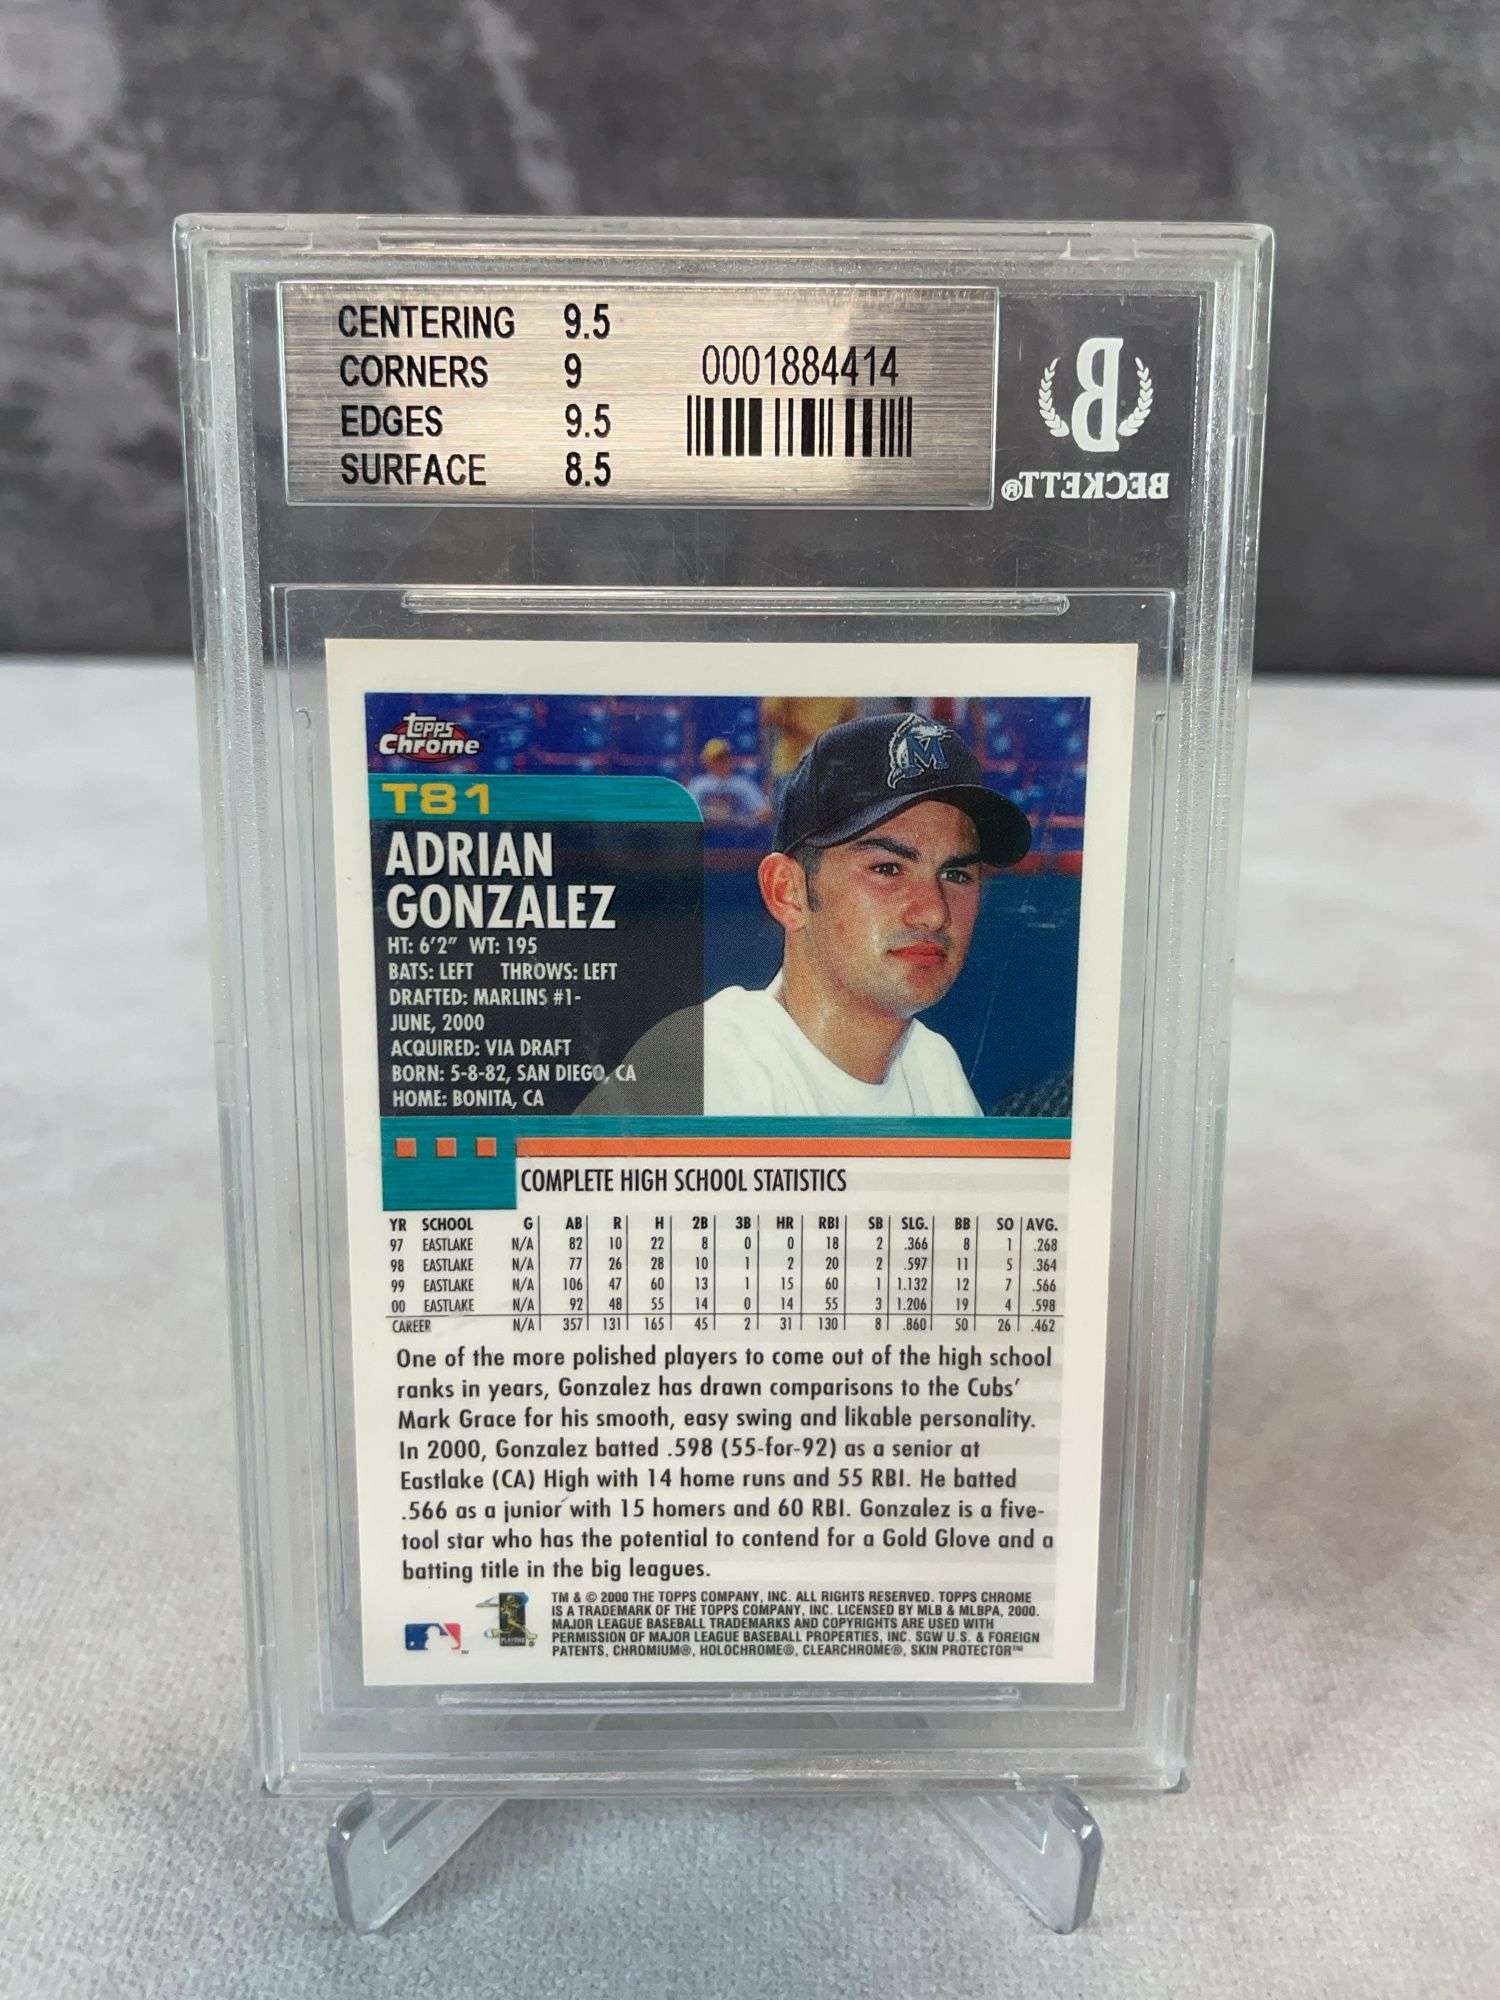 CENTERING 9.5
CORNERS 9
EDGES 9.5
SURFACE 8.5
0001884414
B
BECKETT®
Topps
Chrome
M
T81
ADRIAN
GONZALEZ
HT: 6'2" WT: 195
BATS: LEFT THROWS: LEFT
DRAFTED: MARLINS #1-
JUNE, 2000
ACQUIRED: VIA DRAFT
BORN: 5-8-82, SAN DIEGO, CA
HOME: BONITA, CA
COMPLETE HIGH SCHOOL STATISTICS
YR SCHOOL G AB R H 2B 3B HR RBI SB SLG. BB SO AVG.
97 EASTLAKE N/A 82 10 22 8 0 0 18 2 .366 8 1 .268
98 EASTLAKE N/A 77 26 28 10 1 2 20 2 .597 11 5 .364
99 EASTLAKE N/A 106 47 60 13 1 15 60 1 1.132 12 7 .566
00 EASTLAKE N/A 92 48 55 14 0 14 55 3 1.206 19 4 .598
CAREER N/A 357 131 165 45 2 31 130 8 .860 50 26 .462
One of the more polished players to come out of the high school
ranks in years, Gonzalez has drawn comparisons to the Cubs'
Mark Grace for his smooth, easy swing and likable personality.
In 2000, Gonzalez batted .598 (55-for-92) as a senior at
Eastlake (CA) High with 14 home runs and 55 RBI. He batted
.566 as a junior with 15 homers and 60 RBI. Gonzalez is a five-
tool star who has the potential to contend for a Gold Glove and a
batting title in the big leagues.
TM & © 2000 THE TOPPS COMPANY, INC. ALL RIGHTS RESERVED. TOPPS CHROME
IS A TRADEMARK OF THE TOPPS COMPANY, INC. LICENSED BY MLB & MLBPA, 2000.
MAJOR LEAGUE BASEBALL TRADEMARKS AND COPYRIGHTS ARE USED WITH
PERMISSION OF MAJOR LEAGUE BASEBALL PROPERTIES, INC. SGW U.S. & FOREIGN
PATENTS, CHROMIUM®, HOLOCHROME®, CLEARCHROME®, SKIN PROTECTOR™